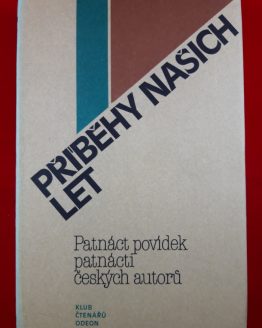 PŘÍBĚHY NAŠICH
LET
Patnáct povídek
patnácti
českých autorů
KLUB
ČTENÁŘŮ
ODEON